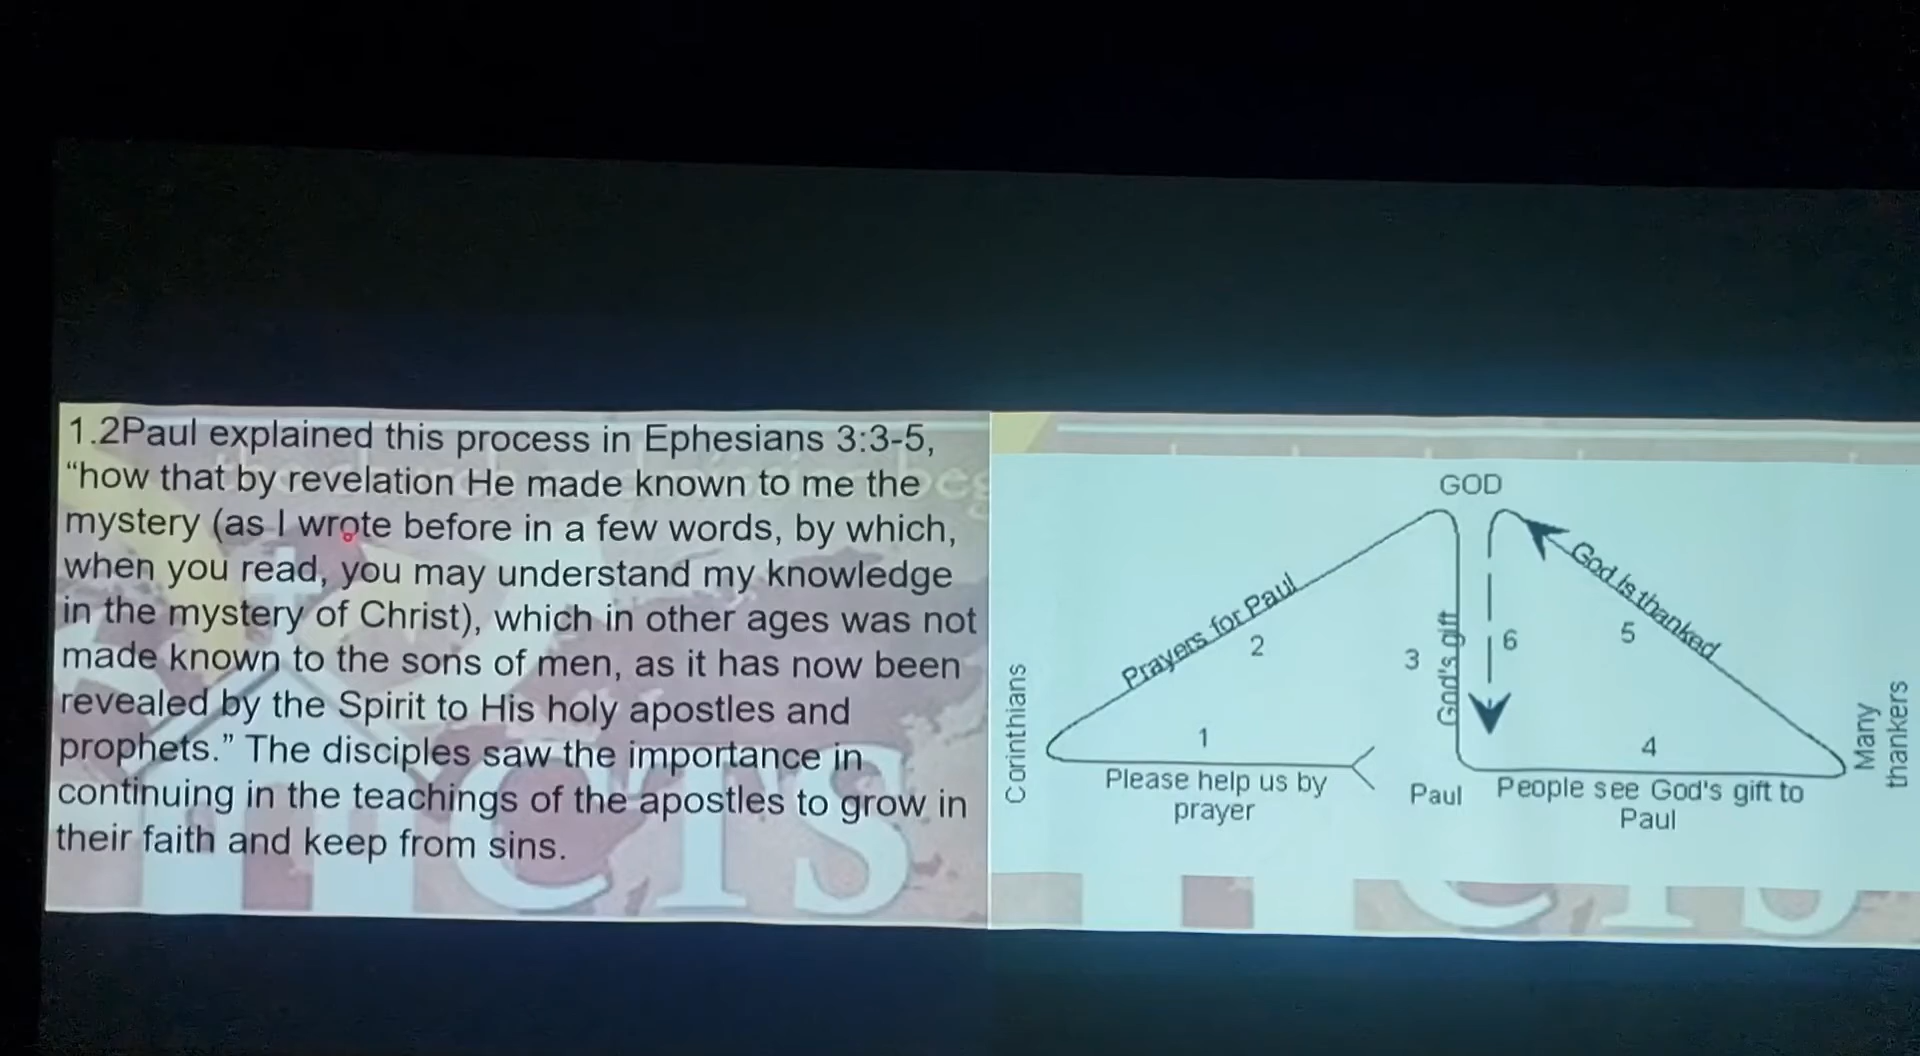 1.2Paul explained this process in Ephesians 3:3-5,
“how that by revelation He made known to me the
mystery (as I wrote before in a few words, by which,
when you read, you may understand my knowledge
in the mystery of Christ), which in other ages was not
made known to the sons of men, as it has now been
revealed by the Spirit to His holy apostles and
prophets.” The disciples saw the importance in
continuing in the teachings of the apostles to grow in
their faith and keep from sins.
CTS
GOD
Prayers for Paul
2
3
God's gift
6
God is thanked
5
Corinthians
1
Please help us by
prayer
Paul
4
People see God's gift to
Paul
Many
thankers